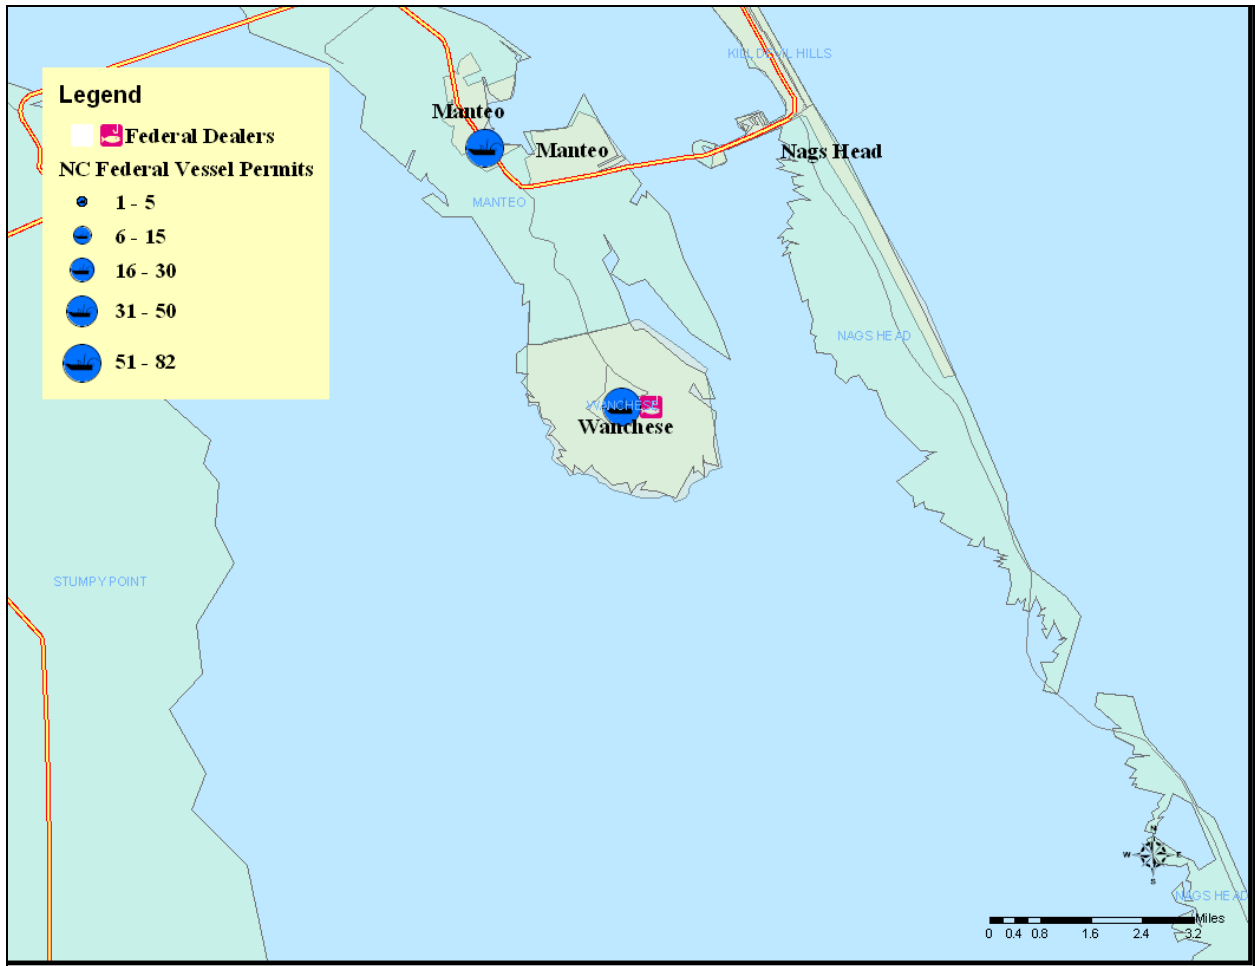 KILL DEVIL HILLS
Legend
Federal Dealers
NC Federal Vessel Permits
1 - 5
6 - 15
16 - 30
31 - 50
51 - 82
Manteo
Manteo
Nags Head
MANTEO
NAGS HEAD
WANCHESE
Wanchese
STUMPY POINT
N
W E
S
NAGS HEAD
Miles
0 0.4 0.8 1.6 2.4 3.2